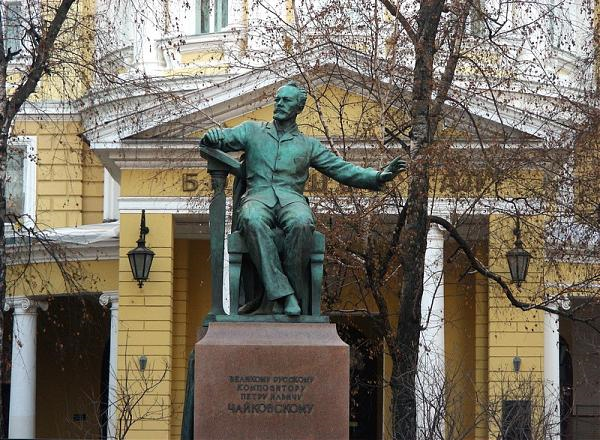 ВЕЛИКОМУ РУССКОМУ
КОМПОЗИТОРУ
ПЕТРУ ИЛЬИЧУ
ЧАЙКОВСКОМУ